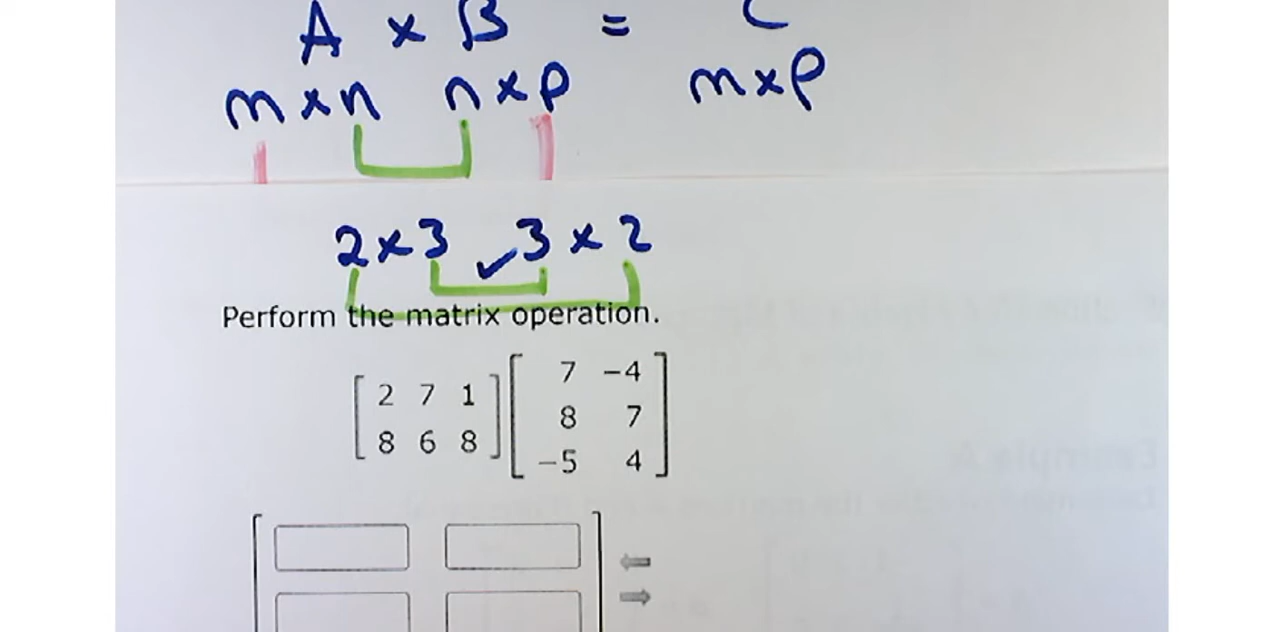 A × B = C
m × n n × p m × p
2 × 3 ✓ 3 × 2
Perform the matrix operation.
7 −4
2 7 1
8 7
8 6 8
−5 4